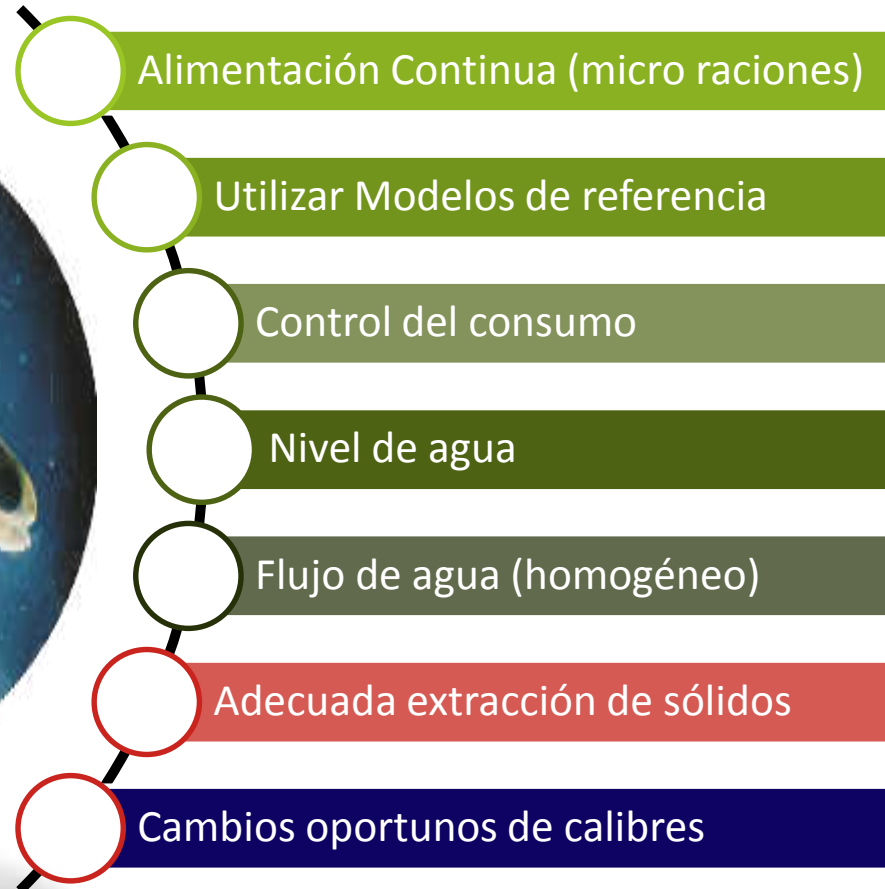 Alimentación Continua (micro raciones)
Utilizar Modelos de referencia
Control del consumo
Nivel de agua
Flujo de agua (homogéneo)
Adecuada extracción de sólidos
Cambios oportunos de calibres